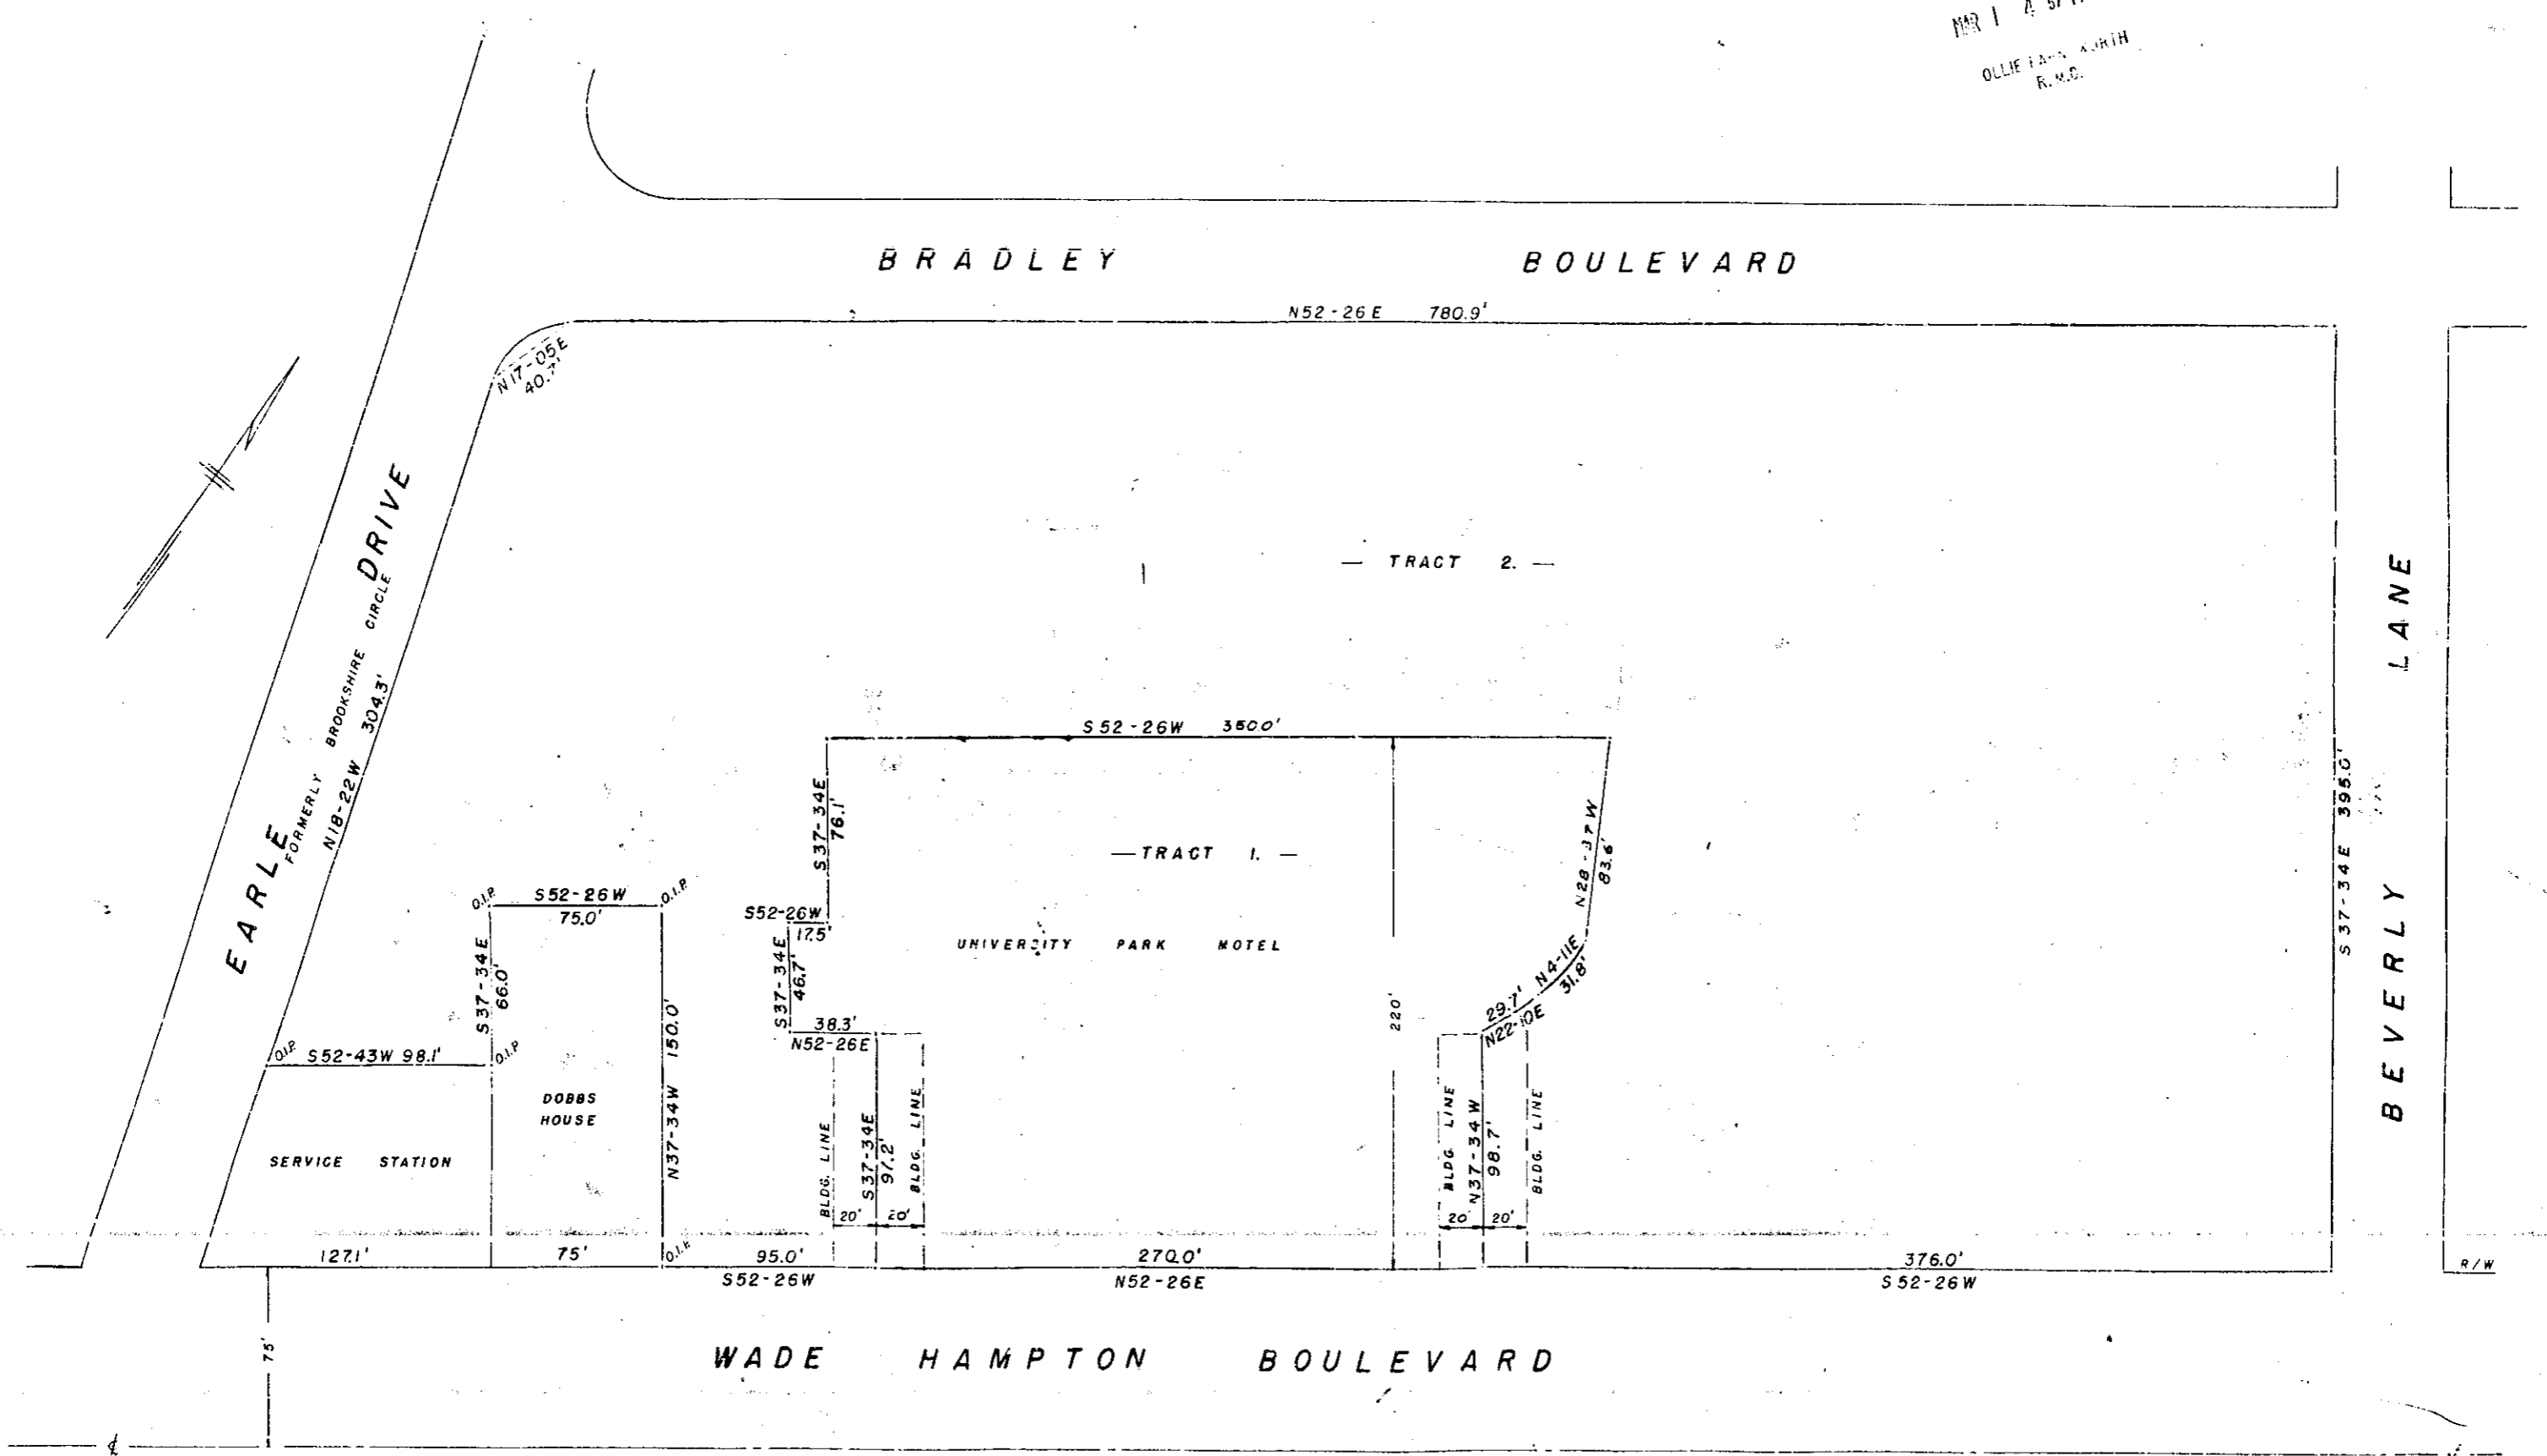 MAR 1 4 57
OLLIE
R.M.C.
BRADLEY BOULEVARD
N52-26E 780.9'
N17-05E
40.7'
EARLE DRIVE
FORMERLY BROOKSHIRE CIRCLE
N18-22W 304.3'
— TRACT 2. —
BEVERLY LANE
S37-34E 395.0'
S52-26W 350.0'
S37-34E
76.1'
— TRACT 1. —
N28-37W
83.6'
O.I.P. S52-26W O.I.P.
75.0'
S52-26W
17.5'
UNIVERSITY PARK MOTEL
S37-34E
66.0'
S37-34E
46.7'
N4-11E
31.8'
29.7'
N22-10E
220'
38.3'
N52-26E
O.I.P. S52-43W 98.1' O.I.P.
N37-34W 150.0'
DOBBS
HOUSE
SERVICE STATION
BLDG. LINE
S37-34E
97.2'
BLDG. LINE
BLDG. LINE
N37-34W
98.7'
BLDG. LINE
20' 20'
20' 20'
127.1' 75' O.I.P. 95.0' 270.0' 376.0'
S52-26W N52-26E S52-26W
R/W
75'
WADE HAMPTON BOULEVARD